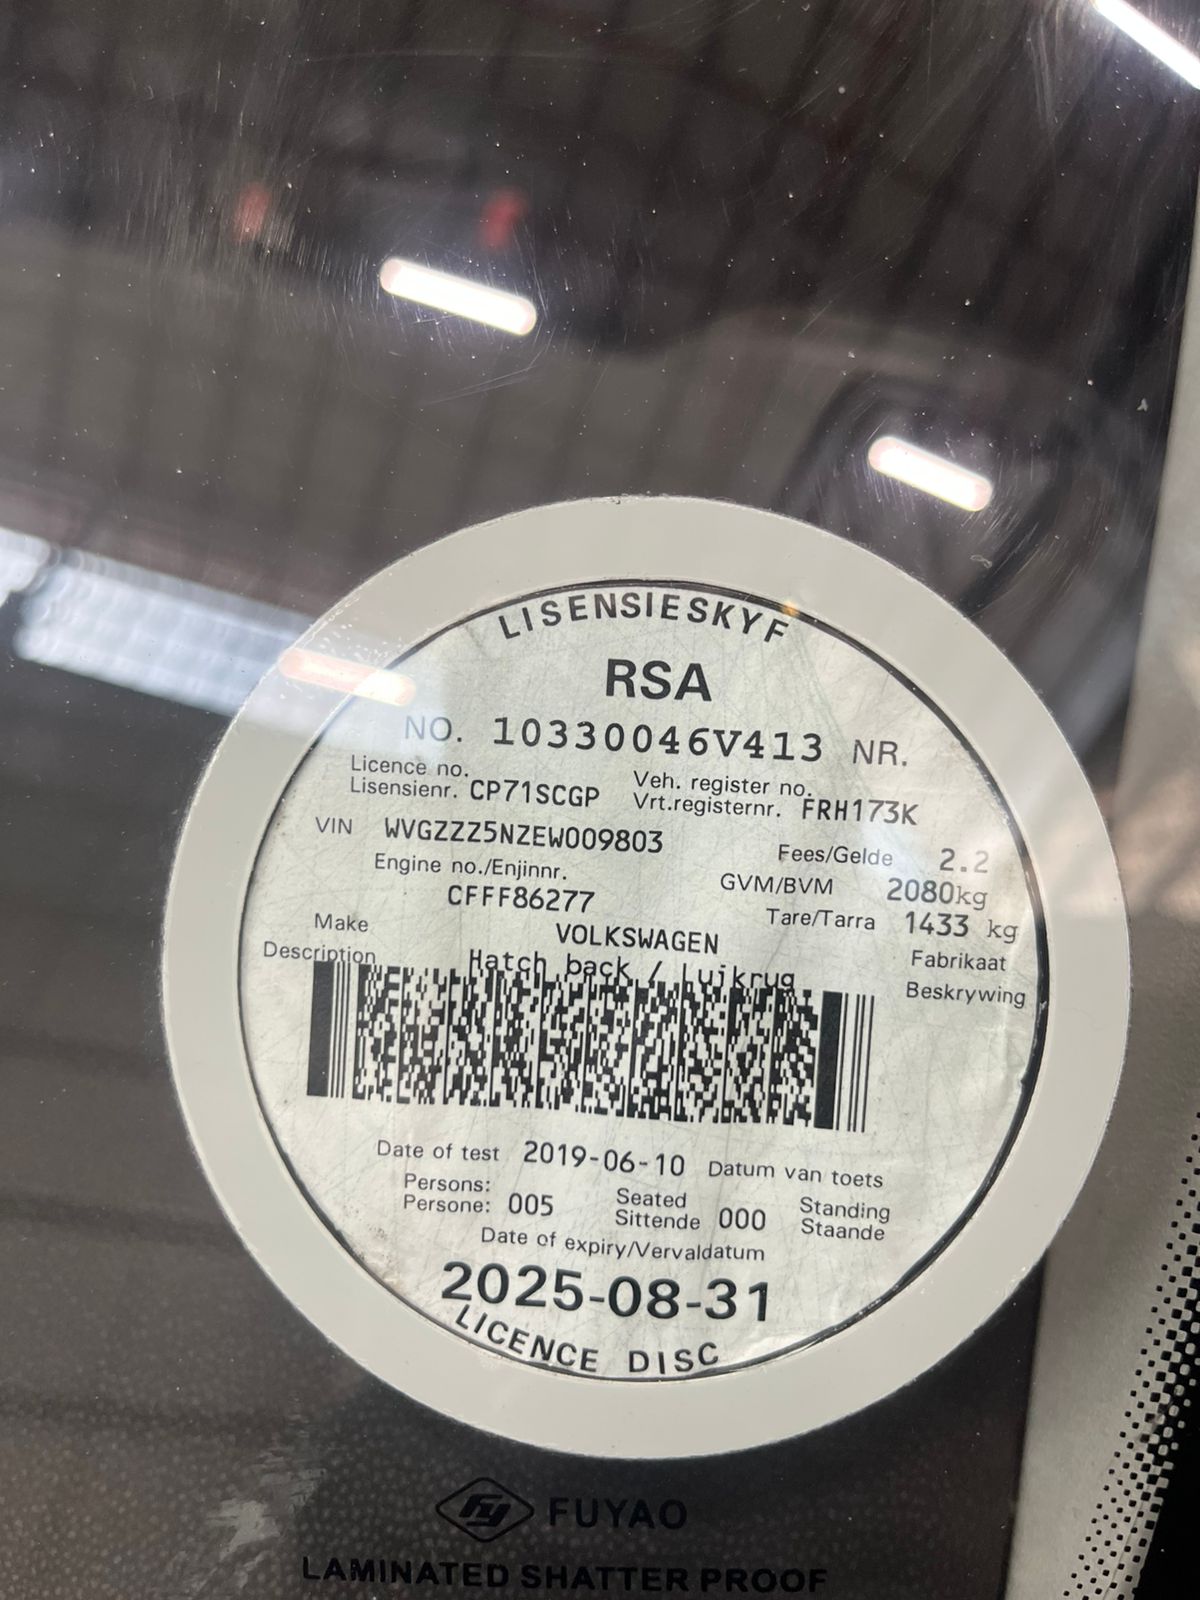 LISENSIESKYF
RSA
NO. 10330046V413 NR.
Licence no.
Lisensienr. CP71SCGP
Veh. register no.
Vrt.registernr. FRH173K
VIN WVGZZZ5NZEW009803
Fees/Gelde 2.2
Engine no./Enjinnr.
CFFF86277
GVM/BVM 2080kg
Tare/Tarra 1433 kg
Make VOLKSWAGEN Fabrikaat
Description Hatch back / Luikrug Beskrywing
Date of test 2019-06-10 Datum van toets
Persons:
Persone: 005
Seated
Sittende 000
Standing
Staande
Date of expiry/Vervaldatum
2025-08-31
LICENCE DISC
fy FUYAO
LAMINATED SHATTER PROOF